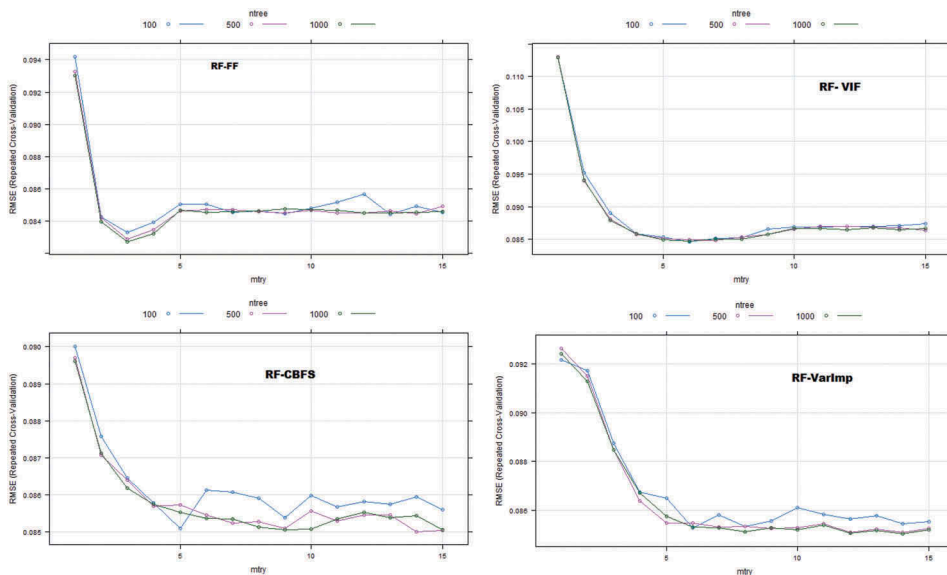 ntree
100 500 1000
RF-FF
RMSE (Repeated Cross-Validation)
0.094
0.092
0.090
0.088
0.086
0.084
5 10 15
mtry
ntree
100 500 1000
RF- VIF
RMSE (Repeated Cross-Validation)
0.110
0.105
0.100
0.095
0.090
0.085
5 10 15
mtry
ntree
100 500 1000
RF-CBFS
RMSE (Repeated Cross-Validation)
0.090
0.089
0.088
0.087
0.086
0.085
5 10 15
mtry
ntree
100 500 1000
RF-VarImp
RMSE (Repeated Cross-Validation)
0.092
0.090
0.088
0.086
5 10 15
mtry